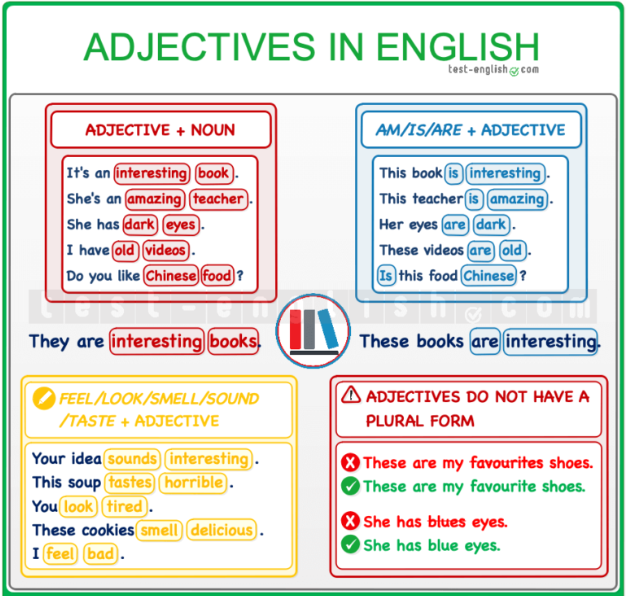 ADJECTIVES IN ENGLISH
test-english.com
ADJECTIVE + NOUN
It's an interesting book.
She's an amazing teacher.
She has dark eyes.
I have old videos.
Do you like Chinese food?
AM/IS/ARE + ADJECTIVE
This book is interesting.
This teacher is amazing.
Her eyes are dark.
These videos are old.
Is this food Chinese?
test-english.com
They are interesting books.
These books are interesting.
FEEL/LOOK/SMELL/SOUND
/TASTE + ADJECTIVE
Your idea sounds interesting.
This soup tastes horrible.
You look tired.
These cookies smell delicious.
I feel bad.
ADJECTIVES DO NOT HAVE A
PLURAL FORM
These are my favourites shoes.
These are my favourite shoes.
She has blues eyes.
She has blue eyes.